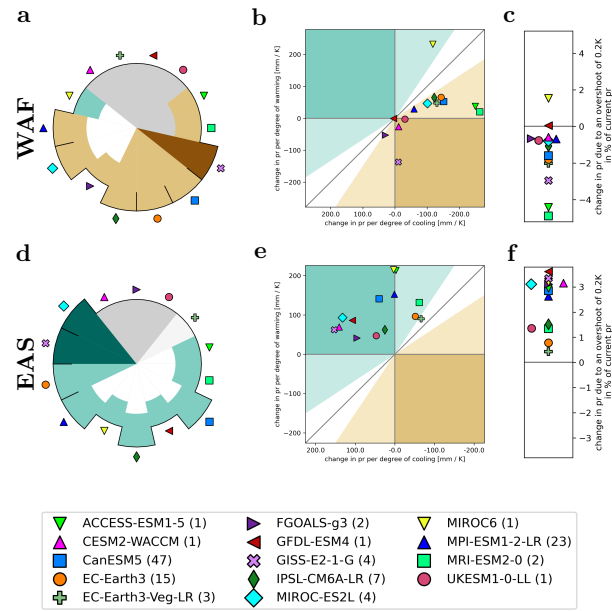 a
b
c
WAF
change in pr per degree of warming [mm / K]
200
100
0
−100
−200
200.0
100.0
-0.0
-100.0
-200.0
change in pr per degree of cooling [mm / K]
4
2
0
−2
−4
change in pr due to an overshoot of 0.2K
in % of current pr
d
e
f
EAS
change in pr per degree of warming [mm / K]
200
100
0
−100
−200
200.0
100.0
-0.0
-100.0
-200.0
change in pr per degree of cooling [mm / K]
3
2
1
0
−1
−2
−3
change in pr due to an overshoot of 0.2K
in % of current pr
ACCESS-ESM1-5 (1)
CESM2-WACCM (1)
CanESM5 (47)
EC-Earth3 (15)
EC-Earth3-Veg-LR (3)
FGOALS-g3 (2)
GFDL-ESM4 (1)
GISS-E2-1-G (4)
IPSL-CM6A-LR (7)
MIROC-ES2L (4)
MIROC6 (1)
MPI-ESM1-2-LR (23)
MRI-ESM2-0 (2)
UKESM1-0-LL (1)